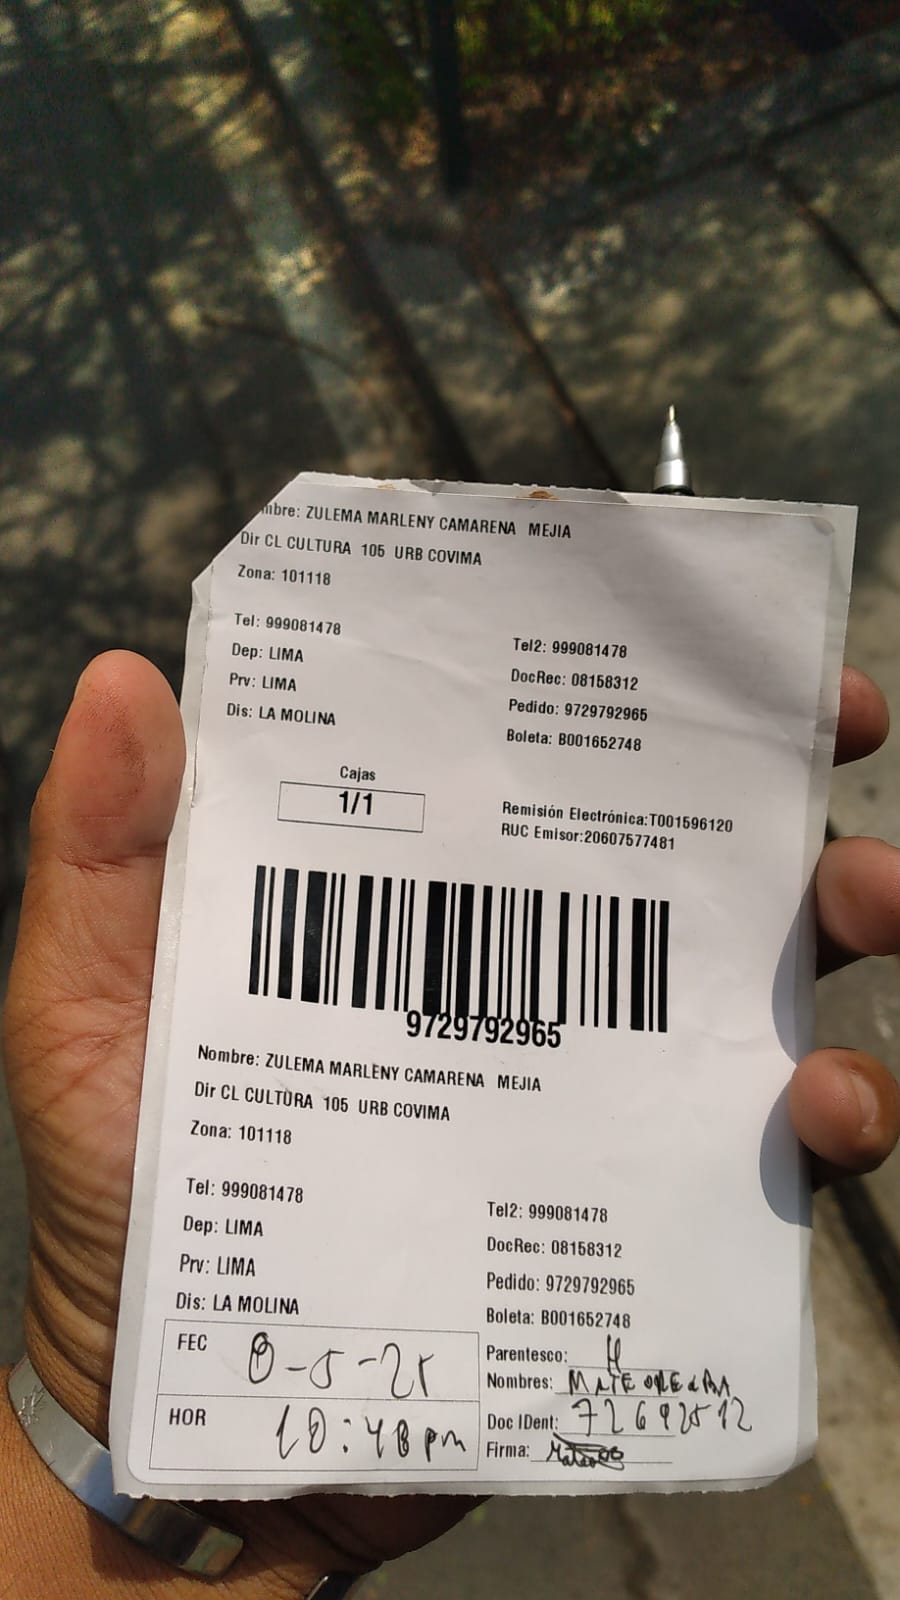 mbre: ZULEMA MARLENY CAMARENA MEJIA
Dir CL CULTURA 105 URB COVIMA
Zona: 101118
Tel: 999081478
Tel2: 999081478
Dep: LIMA
DocRec: 08158312
Prv: LIMA
Pedido: 9729792965
Dis: LA MOLINA
Boleta: B001652748
Cajas
1/1
Remisión Electrónica:T001596120
RUC Emisor:20607577481
9729792965
Nombre: ZULEMA MARLENY CAMARENA MEJIA
Dir CL CULTURA 105 URB COVIMA
Zona: 101118
Tel: 999081478
Tel2: 999081478
Dep: LIMA
DocRec: 08158312
Prv: LIMA
Pedido: 9729792965
Dis: LA MOLINA
Boleta: B001652748
FEC 8-5-25
Parentesco: H
Nombres:
HOR 10:48 pm
Doc IDent: 72692512
Firma: